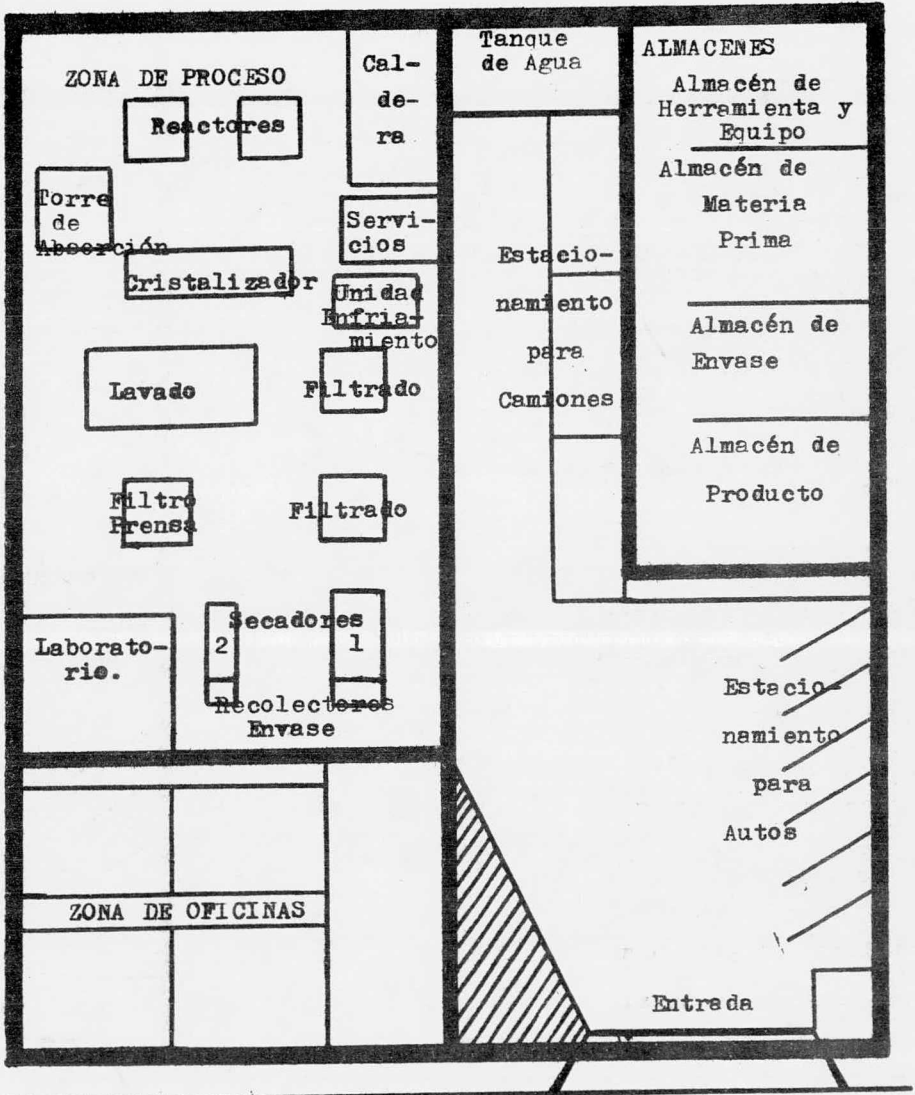 ZONA DE PROCESO
Reactores
Cal-
de-
ra
Torre
de
Absorción
Servi-
cios
Cristalizador
Unidad
Enfria-
miento
Lavado
Filtrado
Filtro
Prensa
Filtrado
Laborato-
rio.
Secadores
2
1
Recolectores
Envase
ZONA DE OFICINAS
Tanque
de Agua
Estacio-
namiento
para
Camiones
ALMACENES
Almacén de
Herramienta y
Equipo
Almacén de
Materia
Prima
Almacén de
Envase
Almacén de
Producto
Estacio-
namiento
para
Autos
Entrada